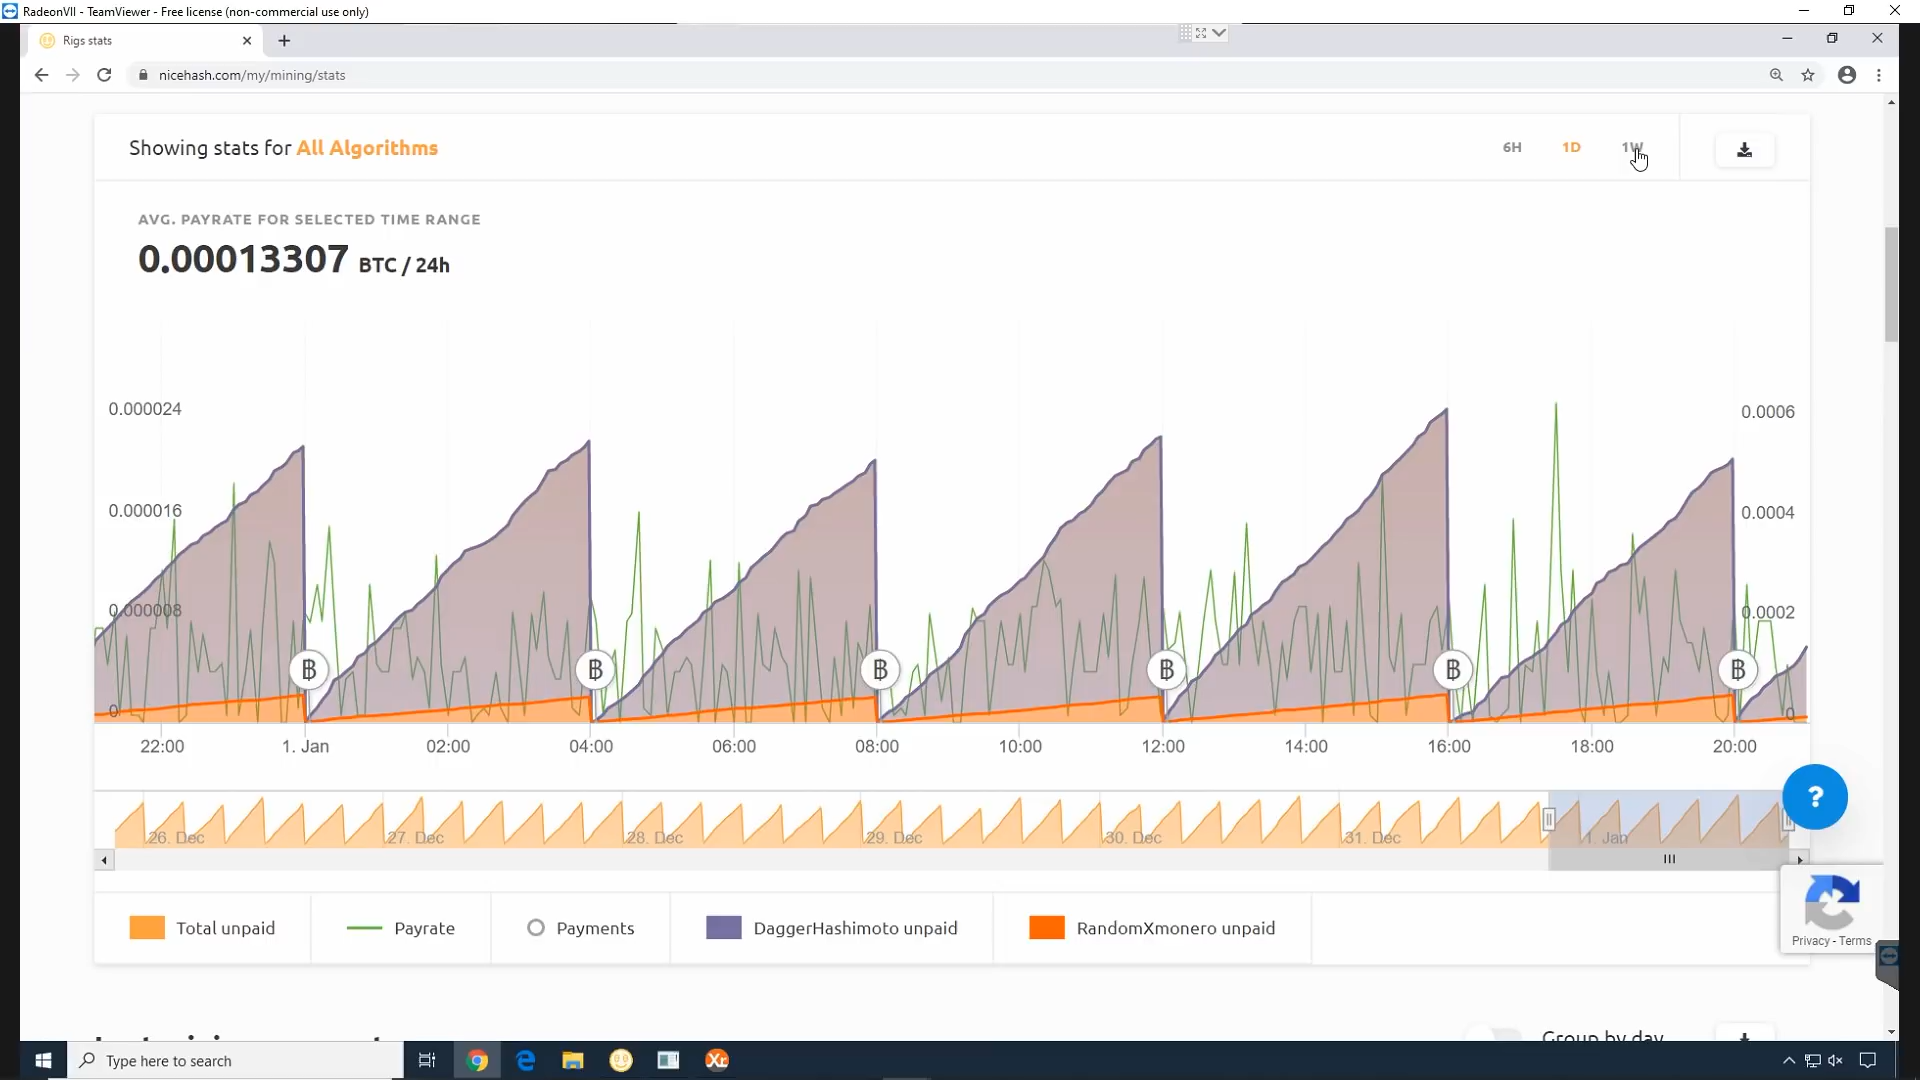 RadeonVII - TeamViewer - Free license (non-commercial use only)
Rigs stats
nicehash.com/my/mining/stats
Showing stats for All Algorithms
6H 1D 1W
AVG. PAYRATE FOR SELECTED TIME RANGE
0.00013307 BTC / 24h
0.000024 0.0006
0.000016 0.0004
0.000008 0.0002
0 0
22:00 1. Jan 02:00 04:00 06:00 08:00 10:00 12:00 14:00 16:00 18:00 20:00
?
26. Dec 27. Dec 28. Dec 29. Dec 30. Dec 31. Dec 1. Jan
Total unpaid Payrate Payments DaggerHashimoto unpaid RandomXmonero unpaid
Privacy - Terms
Group by day
Type here to search
Xr